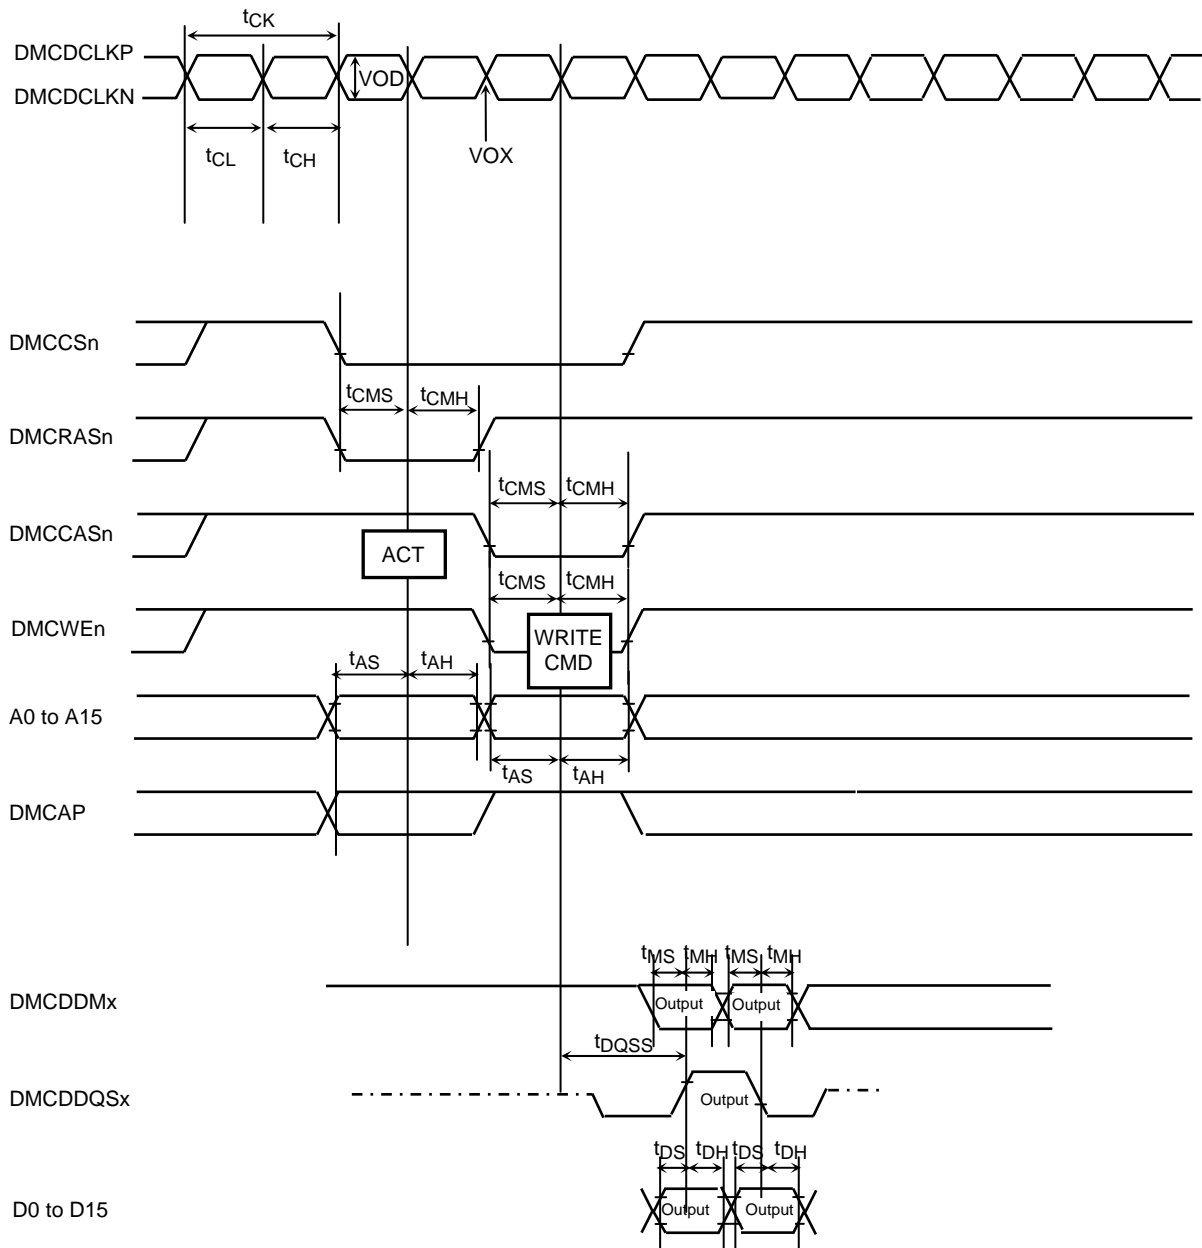 tCK
DMCDCLKP
VOD
DMCDCLKN
tCL tCH VOX
DMCCSn
tCMS tCMH
DMCRASn
tCMS tCMH
DMCCASn
ACT
tCMS tCMH
DMCWEn
WRITE
CMD
tAS tAH
A0 to A15
tAS tAH
DMCAP
tMS tMH tMS tMH
DMCDDMx
Output Output
tDQSS
DMCDDQSx
Output
tDS tDH tDS tDH
D0 to D15
Output Output